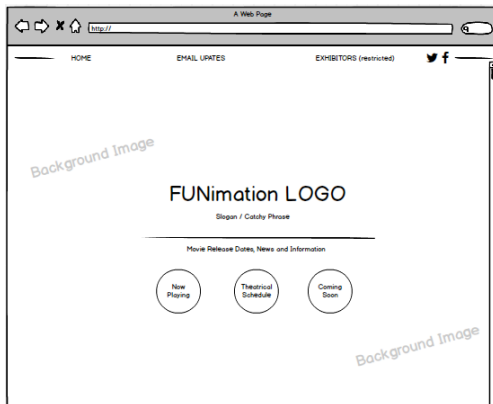 A Web Page
http://
HOME EMAIL UPATES EXHIBITORS (restricted)
Background Image
FUNimation LOGO
Slogan / Catchy Phrase
Movie Release Dates, News and Information
Now Playing
Theatrical Schedule
Coming Soon
Background Image